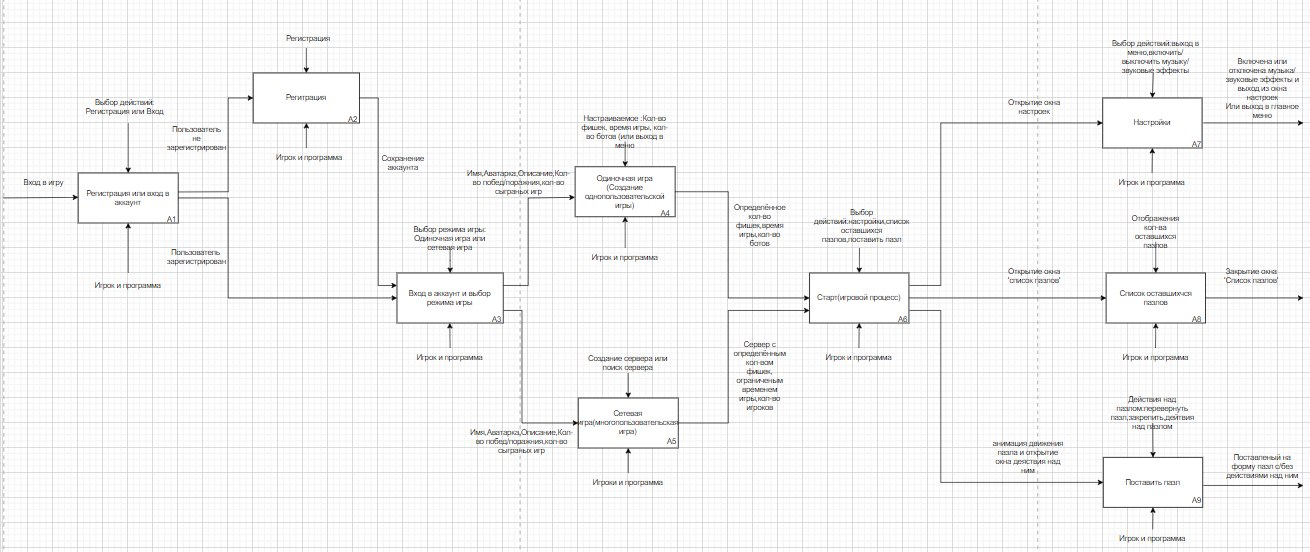 Вход в игру
Выбор действий:
Регистрация или Вход
Регистрация или вход в
аккаунт
A1
Игрок и программа
Пользователь
не
зарегистрирован
Пользователь
зарегистрирован
Регистрация
Регитрация
A2
Игрок и программа
Сохранение
аккаунта
Выбор режима игры:
Одиночная игра или
сетевая игра
Вход в аккаунт и выбор
режима игры
A3
Игрок и программа
Имя,Аватарка,Описание,Кол-
во побед/поражния,кол-во
сыграных игр
Настраиваемое :Кол-во
фишек, время игры, кол-
во ботов (или выход в
меню
Одиночная игра
(Создание
однопользовательской
игры)
A4
Игрок и программа
Имя,Аватарка,Описание,Кол-
во побед/поражния,кол-во
сыграных игр
Создание сервера или
поиск сервера
Сетевая
игра(многопользовательская
игра)
A5
Игроки и программа
Определённое
кол-во
фишек,время
игры,кол-во
ботов
Сервер с
определённым
кол-вом
фишек,
ограниченым
временем
игры,кол-во
игроков
Выбор
действий:настройки,список
оставшихся
пазлов,поставить пазл
Старт(игровой процесс)
A6
Игрок и программа
Открытие окна
настроек
Выбор действий:выход в
меню,включить/
выключить музыку/
звуковые эффекты
Настройки
A7
Игрок и программа
Включена или
отключена музыка/
звуковые эффекты и
выход из окна
настроек
Или выход в главное
меню
Открытие окна
'список пазлов'
Отображения
кол-ва
оставшихся
пазлов
Список оставшихчся
пазлов
A8
Игрок и программа
Закрытие окна
'Список пазлов'
анимация движения
пазла и открытие
окна деяствия над
ним
Действия над
пазлом:перевернуть
пазл,закрепить,дейтвия
над пазлом
Поставить пазл
A9
Игрок и программа
Поставленый на
форму пазл с/без
действиями над ним